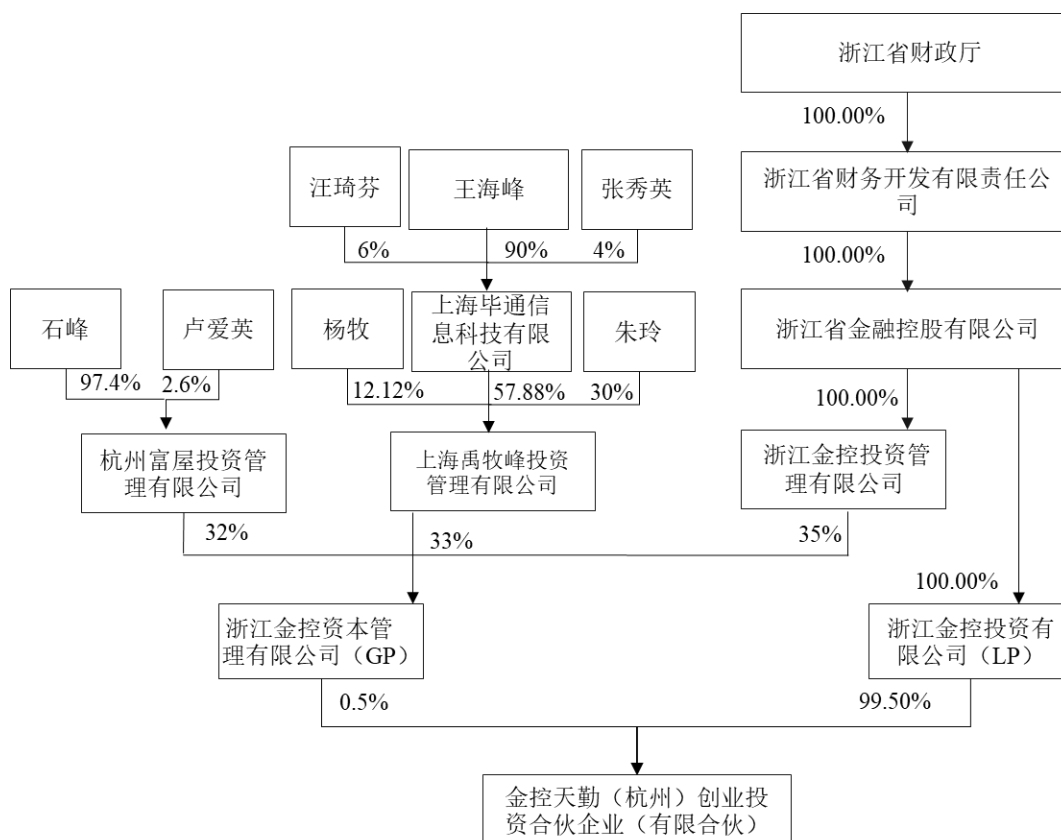 浙江省财政厅
100.00%
汪琦芬
王海峰
张秀英
浙江省财务开发有限责任公
司
6%
90%
4%
100.00%
石峰
卢爱英
杨牧
上海毕通信
息科技有限
公司
朱玲
浙江省金融控股有限公司
97.4%
2.6%
12.12%
57.88%
30%
100.00%
杭州富屋投资管
理有限公司
上海禹牧峰投资
管理有限公司
浙江金控投资管
理有限公司
32%
33%
35%
100.00%
浙江金控资本管
理有限公司（GP）
浙江金控投资有
限公司（LP）
0.5%
99.50%
金控天勤（杭州）创业投
资合伙企业（有限合伙）